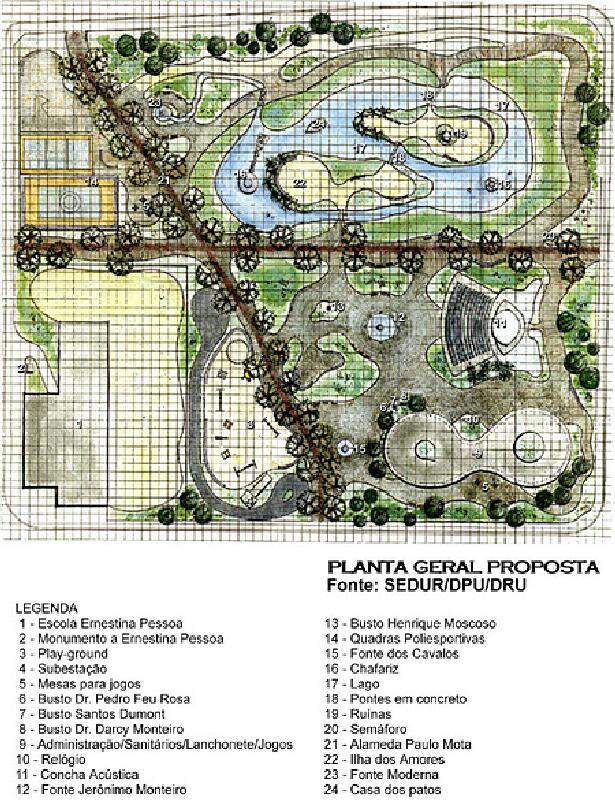 23
18
17
24
19
17
18
16
16
22
14
21
20
13
12
11
2
6 7 8
10
1
3
15
9
5
PLANTA GERAL PROPOSTA
Fonte: SEDUR/DPU/DRU
LEGENDA
1 - Escola Ernestina Pessoa
2 - Monumento a Ernestina Pessoa
3 - Play-ground
4 - Subestação
5 - Mesas para jogos
6 - Busto Dr. Pedro Feu Rosa
7 - Busto Santos Dumont
8 - Busto Dr. Darcy Monteiro
9 - Administração/Sanitários/Lanchonete/Jogos
10 - Relógio
11 - Concha Acústica
12 - Fonte Jerônimo Monteiro
13 - Busto Henrique Moscoso
14 - Quadras Poliesportivas
15 - Fonte dos Cavalos
16 - Chafariz
17 - Lago
18 - Pontes em concreto
19 - Ruínas
20 - Semáforo
21 - Alameda Paulo Mota
22 - Ilha dos Amores
23 - Fonte Moderna
24 - Casa dos patos